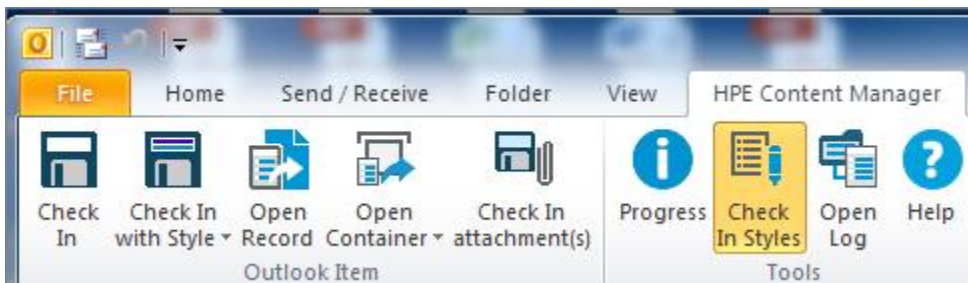 File Home Send / Receive Folder View HPE Content Manager
Check In
Check In with Style
Open Record
Open Container
Check In attachment(s)
Progress
Check In Styles
Open Log
Help
Outlook Item Tools